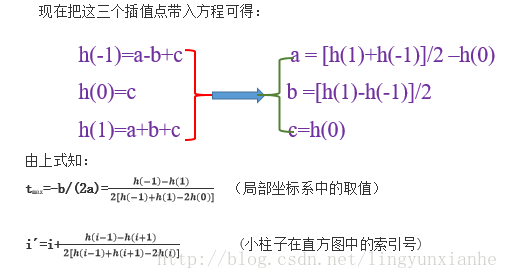 现在把这三个插值点带入方程可得：
h(-1)=a-b+c
a = [h(1)+h(-1)]/2 –h(0)
h(0)=c
b =[h(1)-h(-1)]/2
h(1)=a+b+c
c=h(0)
由上式知：
tmax=-b/(2a)=h(−1)−h(1)/2[h(−1)+h(1)−2h(0)] （局部坐标系中的取值）
i´=i+h(i−1)−h(i+1)/2[h(i−1)+h(i+1)−2h(i)] (小柱子在直方图中的索引号)
http://blog.csdn.net/lingyunxianhe